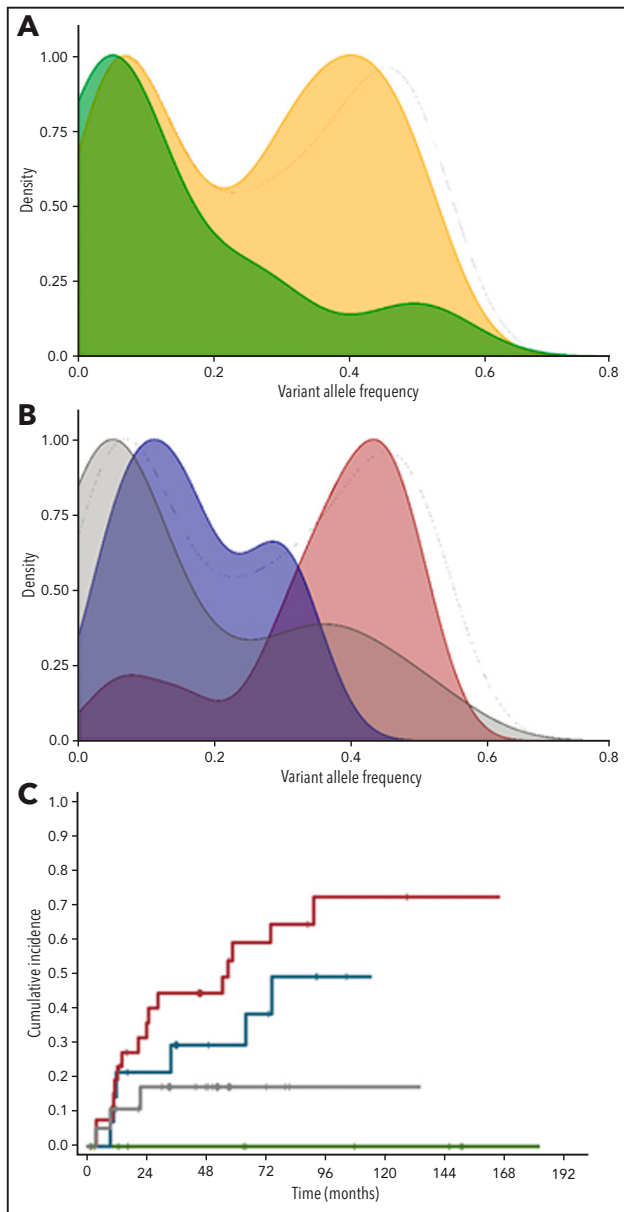 A
1.00
0.75
0.50
0.25
0.0
Density
0.0 0.2 0.4 0.6 0.8
Variant allele frequency
B
1.00
0.75
0.50
0.25
0.0
Density
0.0 0.2 0.4 0.6 0.8
Variant allele frequency
C
1.0
0.9
0.8
0.7
0.6
0.5
0.4
0.3
0.2
0.1
0.0
Cumulative incidence
0 24 48 72 96 120 144 168 192
Time (months)